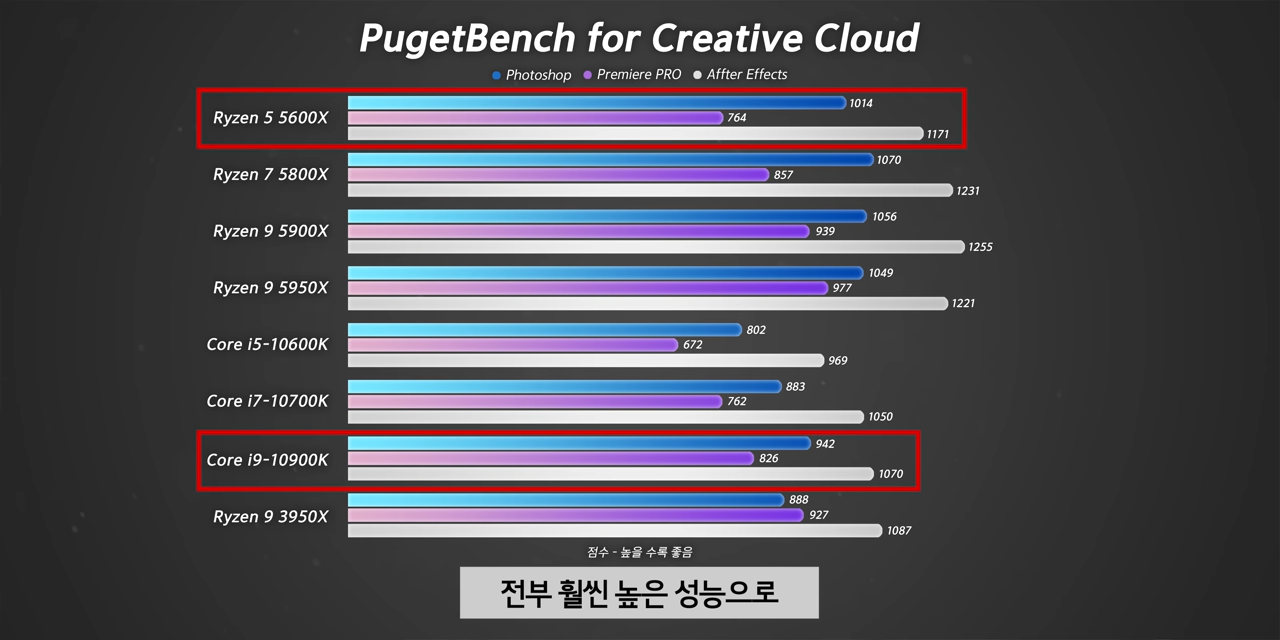 PugetBench for Creative Cloud
Photoshop Premiere PRO Affter Effects
Ryzen 5 5600X 1014 764 1171
Ryzen 7 5800X 1070 857 1231
Ryzen 9 5900X 1056 939 1255
Ryzen 9 5950X 1049 977 1221
Core i5-10600K 802 672 969
Core i7-10700K 883 762 1050
Core i9-10900K 942 826 1070
Ryzen 9 3950X 888 927 1087
점수 - 높을 수록 좋음
전부 훨씬 높은 성능으로